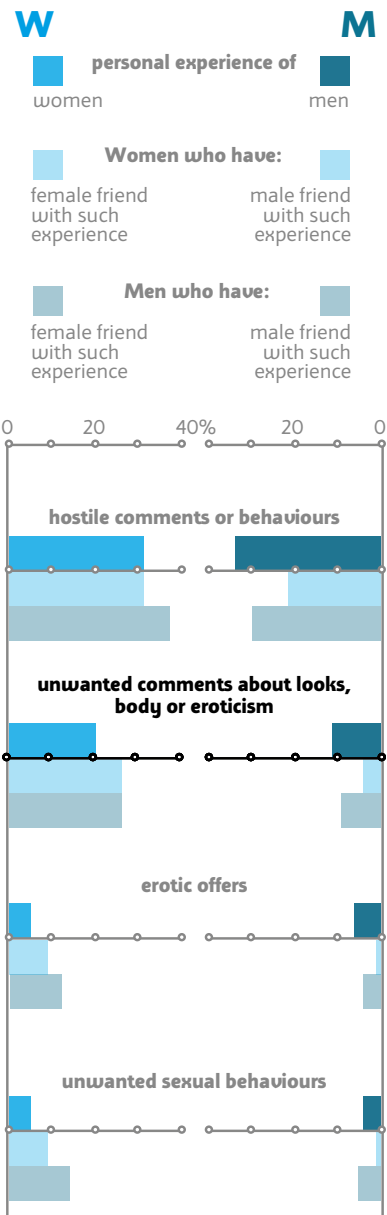 W M
personal experience of
women men
Women who have:
female friend male friend
with such with such
experience experience
Men who have:
female friend male friend
with such with such
experience experience
0 20 40% 20 0
hostile comments or behaviours
unwanted comments about looks,
body or eroticism
erotic offers
unwanted sexual behaviours